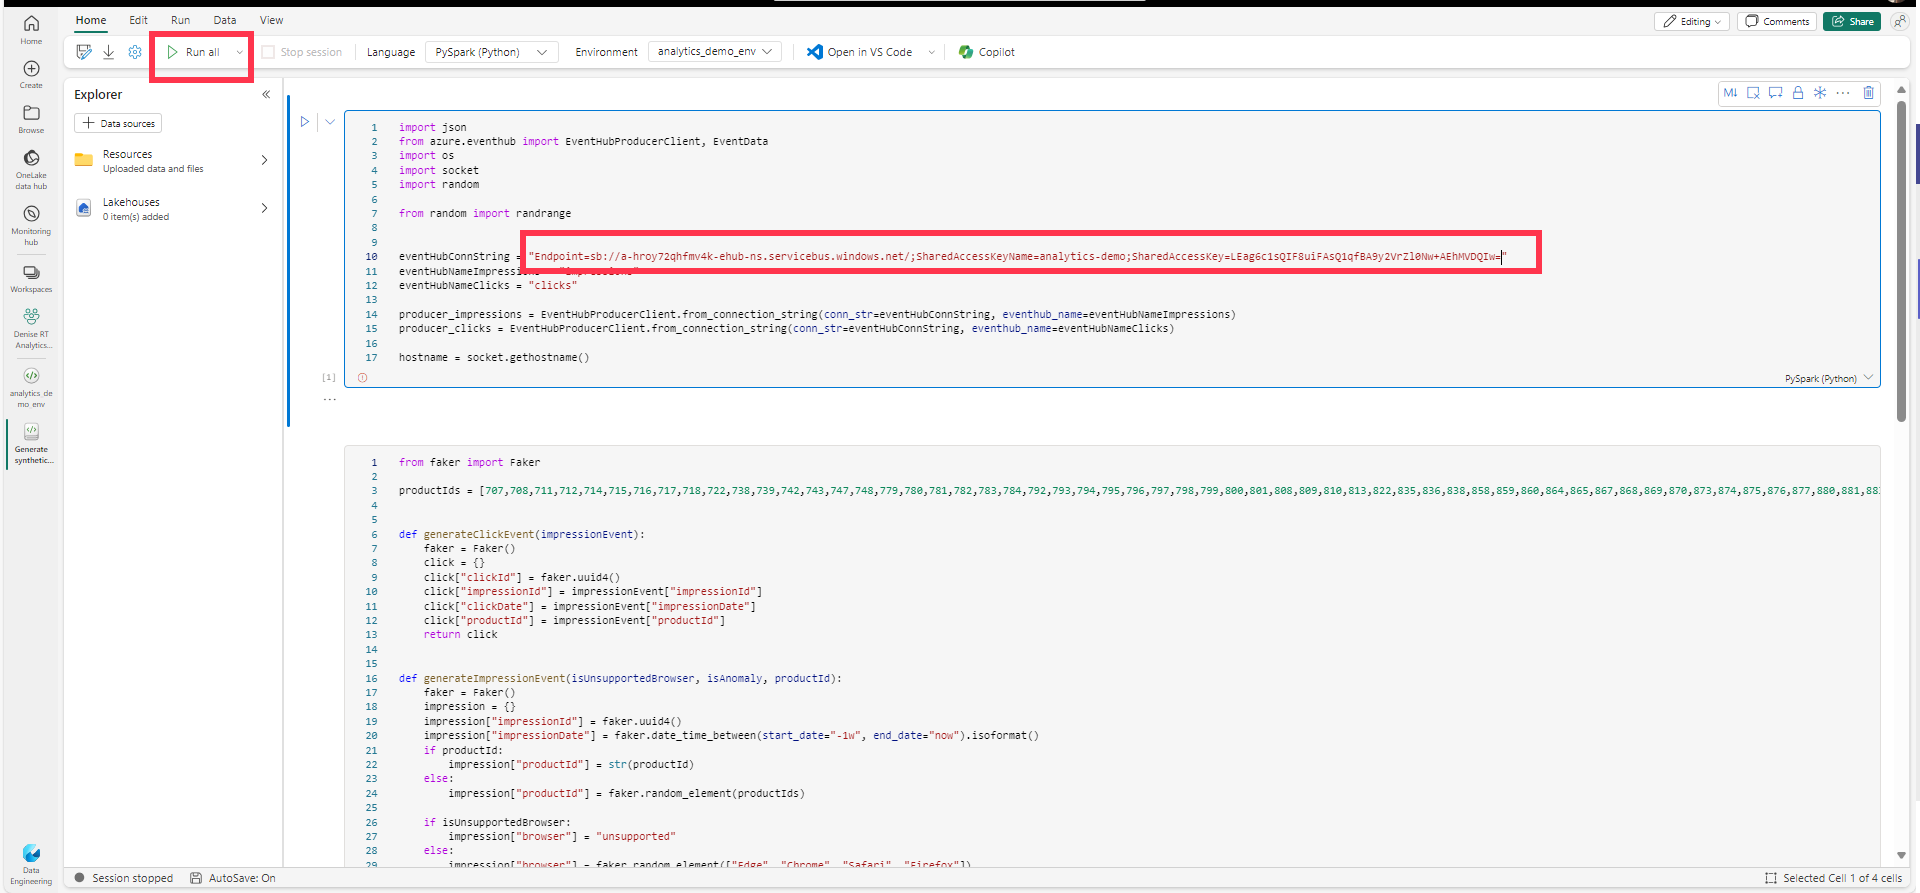 Home
Edit
Run
Data
View
Editing
Comments
Share
Run all
Stop session
Language
PySpark (Python)
Environment
analytics_demo_env
Open in VS Code
Copilot
Home
Create
Browse
OneLake
data hub
Monitoring
hub
Workspaces
Denise RT
Analytics...
analytics_de
mo_env
Generate
synthetic...
Data
Engineering
Explorer
Data sources
Resources
Uploaded data and files
Lakehouses
0 item(s) added
M↓
1 import json
2 from azure.eventhub import EventHubProducerClient, EventData
3 import os
4 import socket
5 import random
6
7 from random import randrange
8
9
10 eventHubConnString = "Endpoint=sb://a-hroy72qhfmv4k-ehub-ns.servicebus.windows.net/;SharedAccessKeyName=analytics-demo;SharedAccessKey=LEag6c1sQIF8uiFAsQ1qfBA9y2VrZl0Nw+AEhMVDQIw="
11 eventHubNameImpressions = "impressions"
12 eventHubNameClicks = "clicks"
13
14 producer_impressions = EventHubProducerClient.from_connection_string(conn_str=eventHubConnString, eventhub_name=eventHubNameImpressions)
15 producer_clicks = EventHubProducerClient.from_connection_string(conn_str=eventHubConnString, eventhub_name=eventHubNameClicks)
16
17 hostname = socket.gethostname()
[1]
PySpark (Python)
...
1 from faker import Faker
2
3 productIds = [707,708,711,712,714,715,716,717,718,722,738,739,742,743,747,748,779,780,781,782,783,784,792,793,794,795,796,797,798,799,800,801,808,809,810,813,822,835,836,838,858,859,860,864,865,867,868,869,870,873,874,875,876,877,880,881,883
4
5
6 def generateClickEvent(impressionEvent):
7 faker = Faker()
8 click = {}
9 click["clickId"] = faker.uuid4()
10 click["impressionId"] = impressionEvent["impressionId"]
11 click["clickDate"] = impressionEvent["impressionDate"]
12 click["productId"] = impressionEvent["productId"]
13 return click
14
15
16 def generateImpressionEvent(isUnsupportedBrowser, isAnomaly, productId):
17 faker = Faker()
18 impression = {}
19 impression["impressionId"] = faker.uuid4()
20 impression["impressionDate"] = faker.date_time_between(start_date="-1w", end_date="now").isoformat()
21 if productId:
22 impression["productId"] = str(productId)
23 else:
24 impression["productId"] = faker.random_element(productIds)
25
26 if isUnsupportedBrowser:
27 impression["browser"] = "unsupported"
28 else:
29 impression["browser"] = faker.random_element(["Edge", "Chrome", "Safari", "Firefox"])
Session stopped
AutoSave: On
Selected Cell 1 of 4 cells